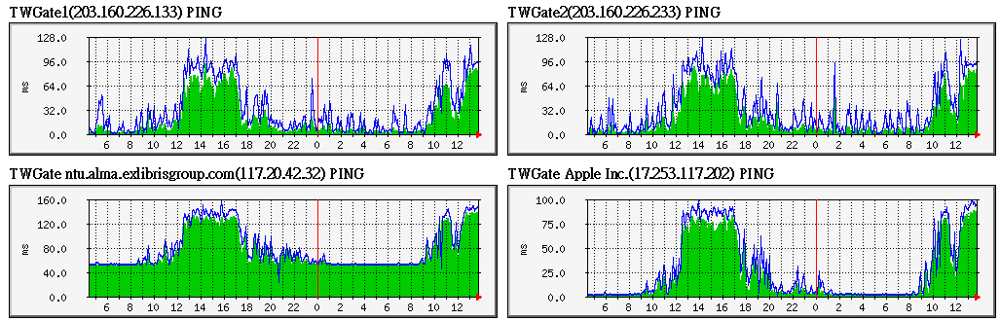 TWGate1(203.160.226.133) PING
TWGate2(203.160.226.233) PING
128.0
96.0
64.0
32.0
0.0
ms
6 8 10 12 14 16 18 20 22 0 2 4 6 8 10 12
128.0
96.0
64.0
32.0
0.0
ms
6 8 10 12 14 16 18 20 22 0 2 4 6 8 10 12
TWGate ntu.alma.exlibrisgroup.com(117.20.42.32) PING
TWGate Apple Inc.(17.253.117.202) PING
160.0
120.0
80.0
40.0
0.0
ms
6 8 10 12 14 16 18 20 22 0 2 4 6 8 10 12
100.0
75.0
50.0
25.0
0.0
ms
6 8 10 12 14 16 18 20 22 0 2 4 6 8 10 12